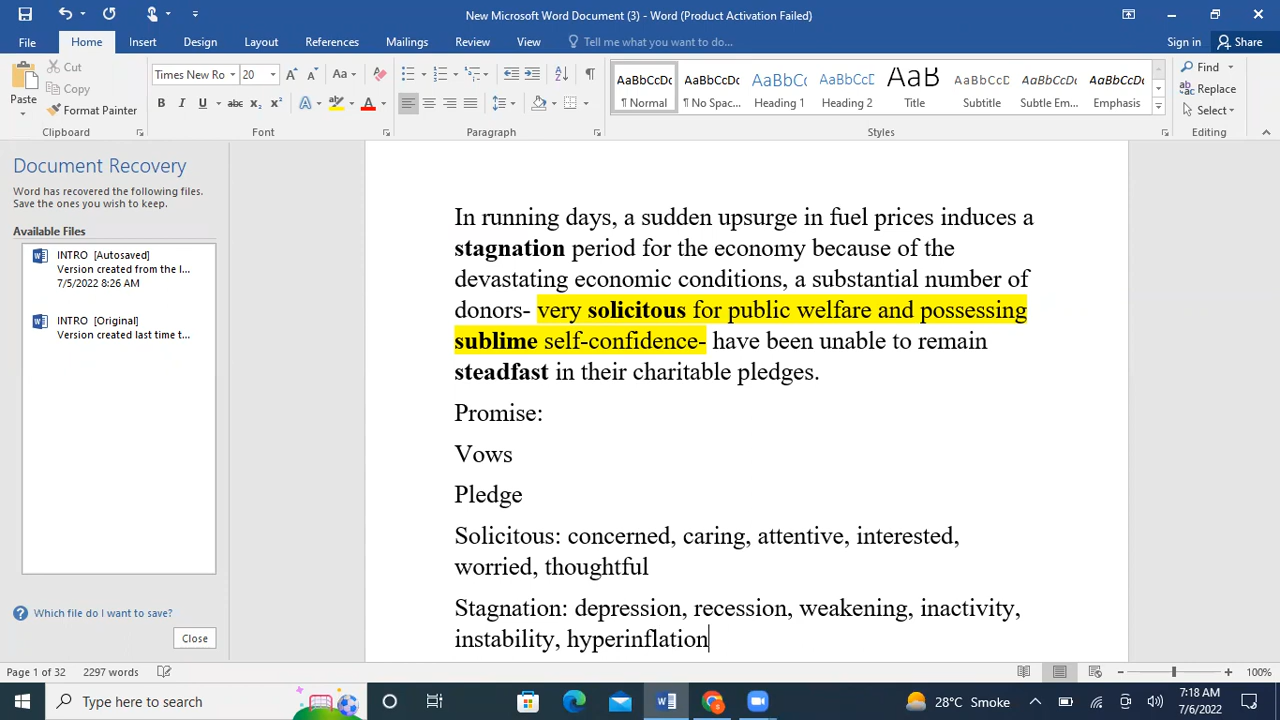 New Microsoft Word Document (3) - Word (Product Activation Failed)
File Home Insert Design Layout References Mailings Review View Tell me what you want to do... Sign in Share
Paste
Cut
Copy
Format Painter
Clipboard
Times New Ro 20
Font
Paragraph
AaBbCcDc AaBbCcDc AaBbC AaBbCcE AaB AaBbCcD AaBbCcDc AaBbCcDc
¶ Normal ¶ No Spac... Heading 1 Heading 2 Title Subtitle Subtle Em... Emphasis
Styles
Find
Replace
Select
Editing
Document Recovery
Word has recovered the following files.
Save the ones you wish to keep.
Available Files
INTRO [Autosaved]
Version created from the l...
7/5/2022 8:26 AM
INTRO [Original]
Version created last time t...
Which file do I want to save?
Close
In running days, a sudden upsurge in fuel prices induces a
stagnation period for the economy because of the
devastating economic conditions, a substantial number of
donors- very solicitous for public welfare and possessing
sublime self-confidence- have been unable to remain
steadfast in their charitable pledges.
Promise:
Vows
Pledge
Solicitous: concerned, caring, attentive, interested,
worried, thoughtful
Stagnation: depression, recession, weakening, inactivity,
instability, hyperinflation
Page 1 of 32 2297 words 100%
Type here to search
28°C Smoke
7:18 AM
7/6/2022